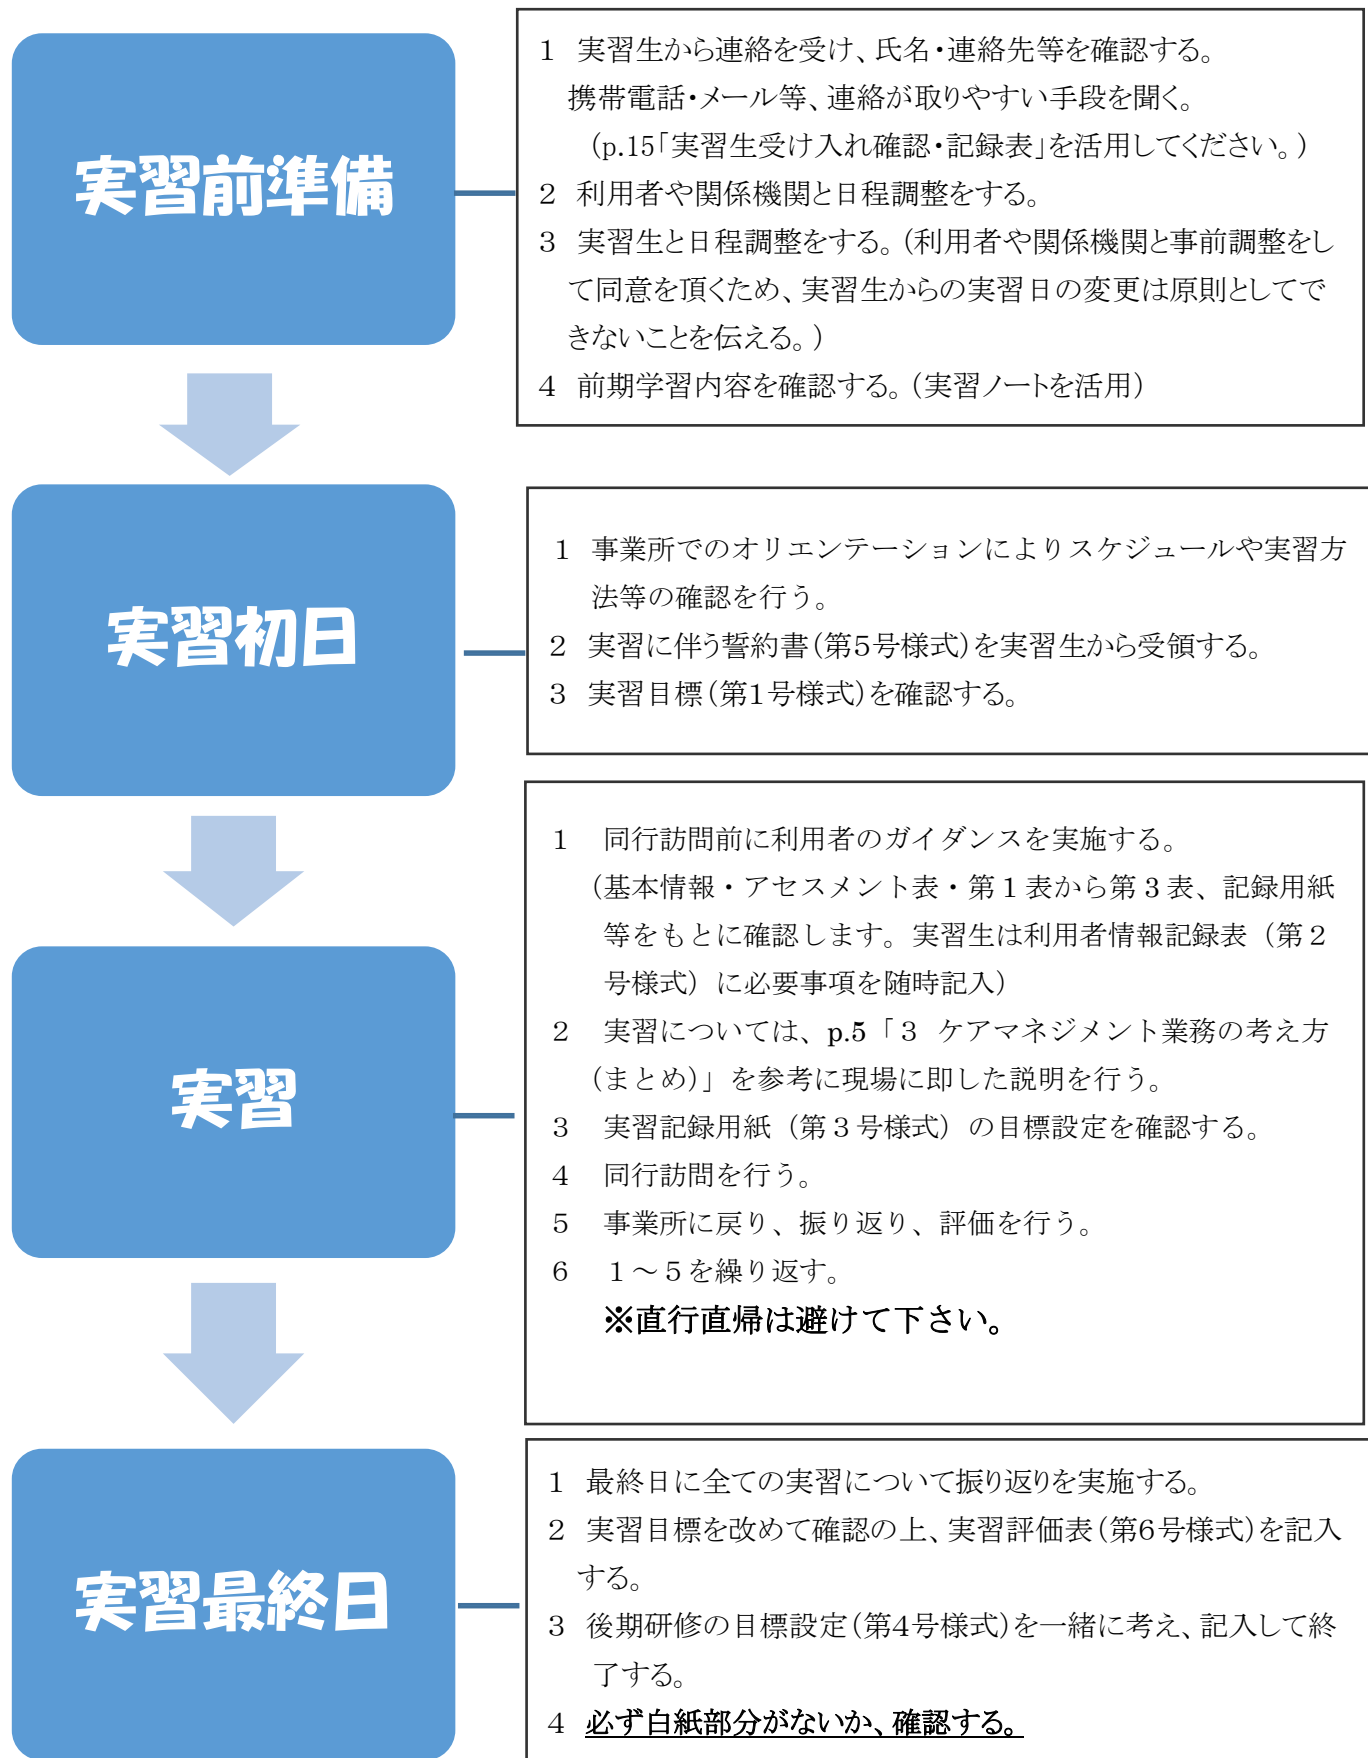 実習前準備
1 実習生から連絡を受け、氏名・連絡先等を確認する。
携帯電話・メール等、連絡が取りやすい手段を聞く。
(p.15「実習生受け入れ確認・記録表」を活用してください。)
2 利用者や関係機関と日程調整をする。
3 実習生と日程調整をする。(利用者や関係機関と事前調整をし
て同意を頂くため、実習生からの実習日の変更は原則としてで
きないことを伝える。)
4 前期学習内容を確認する。(実習ノートを活用)
実習初日
1 事業所でのオリエンテーションによりスケジュールや実習方
法等の確認を行う。
2 実習に伴う誓約書(第5号様式)を実習生から受領する。
3 実習目標(第1号様式)を確認する。
実習
1 同行訪問前に利用者のガイダンスを実施する。
(基本情報・アセスメント表・第1表から第3表、記録用紙
等をもとに確認します。実習生は利用者情報記録表(第2
号様式)に必要事項を随時記入)
2 実習については、p.5「3 ケアマネジメント業務の考え方
(まとめ)」を参考に現場に即した説明を行う。
3 実習記録用紙(第3号様式)の目標設定を確認する。
4 同行訪問を行う。
5 事業所に戻り、振り返り、評価を行う。
6 1~5を繰り返す。
※直行直帰は避けて下さい。
実習最終日
1 最終日に全ての実習について振り返りを実施する。
2 実習目標を改めて確認の上、実習評価表(第6号様式)を記入
する。
3 後期研修の目標設定(第4号様式)を一緒に考え、記入して終
了する。
4 必ず白紙部分がないか、確認する。